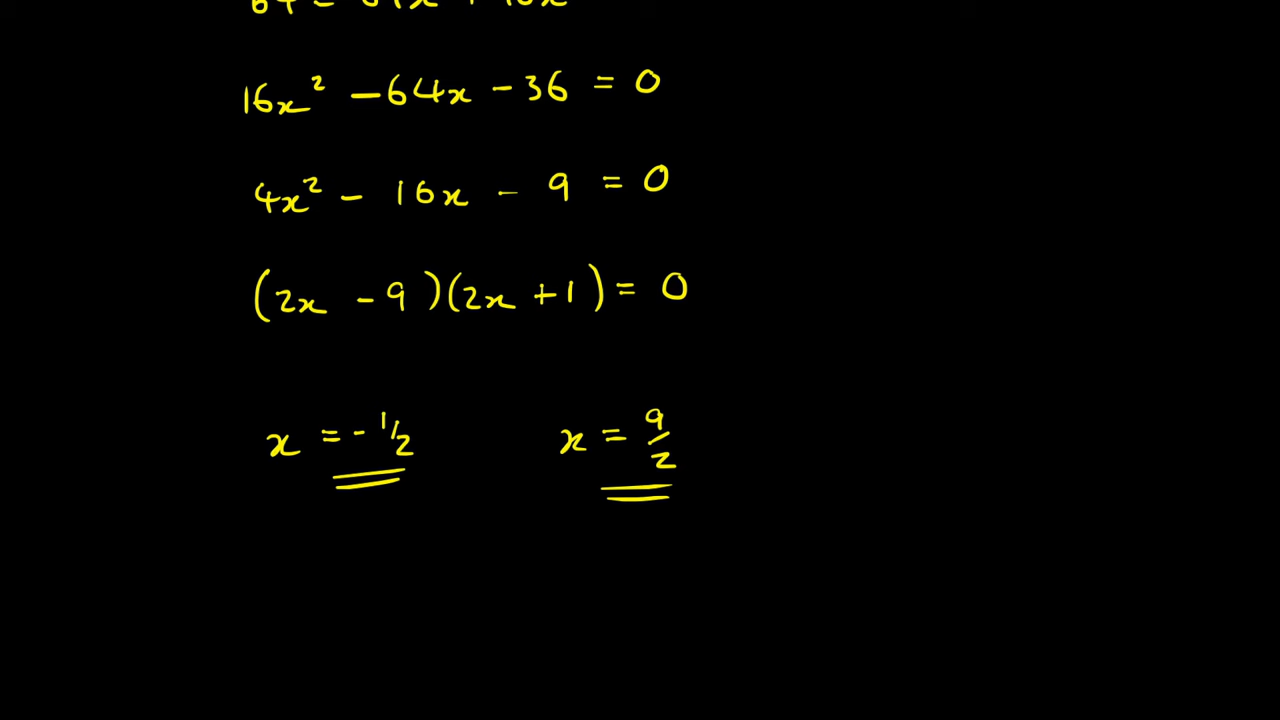 16x² - 64x - 36 = 0
4x² - 16x - 9 = 0
(2x - 9)(2x + 1) = 0
x = - 1/2 x = 9/2